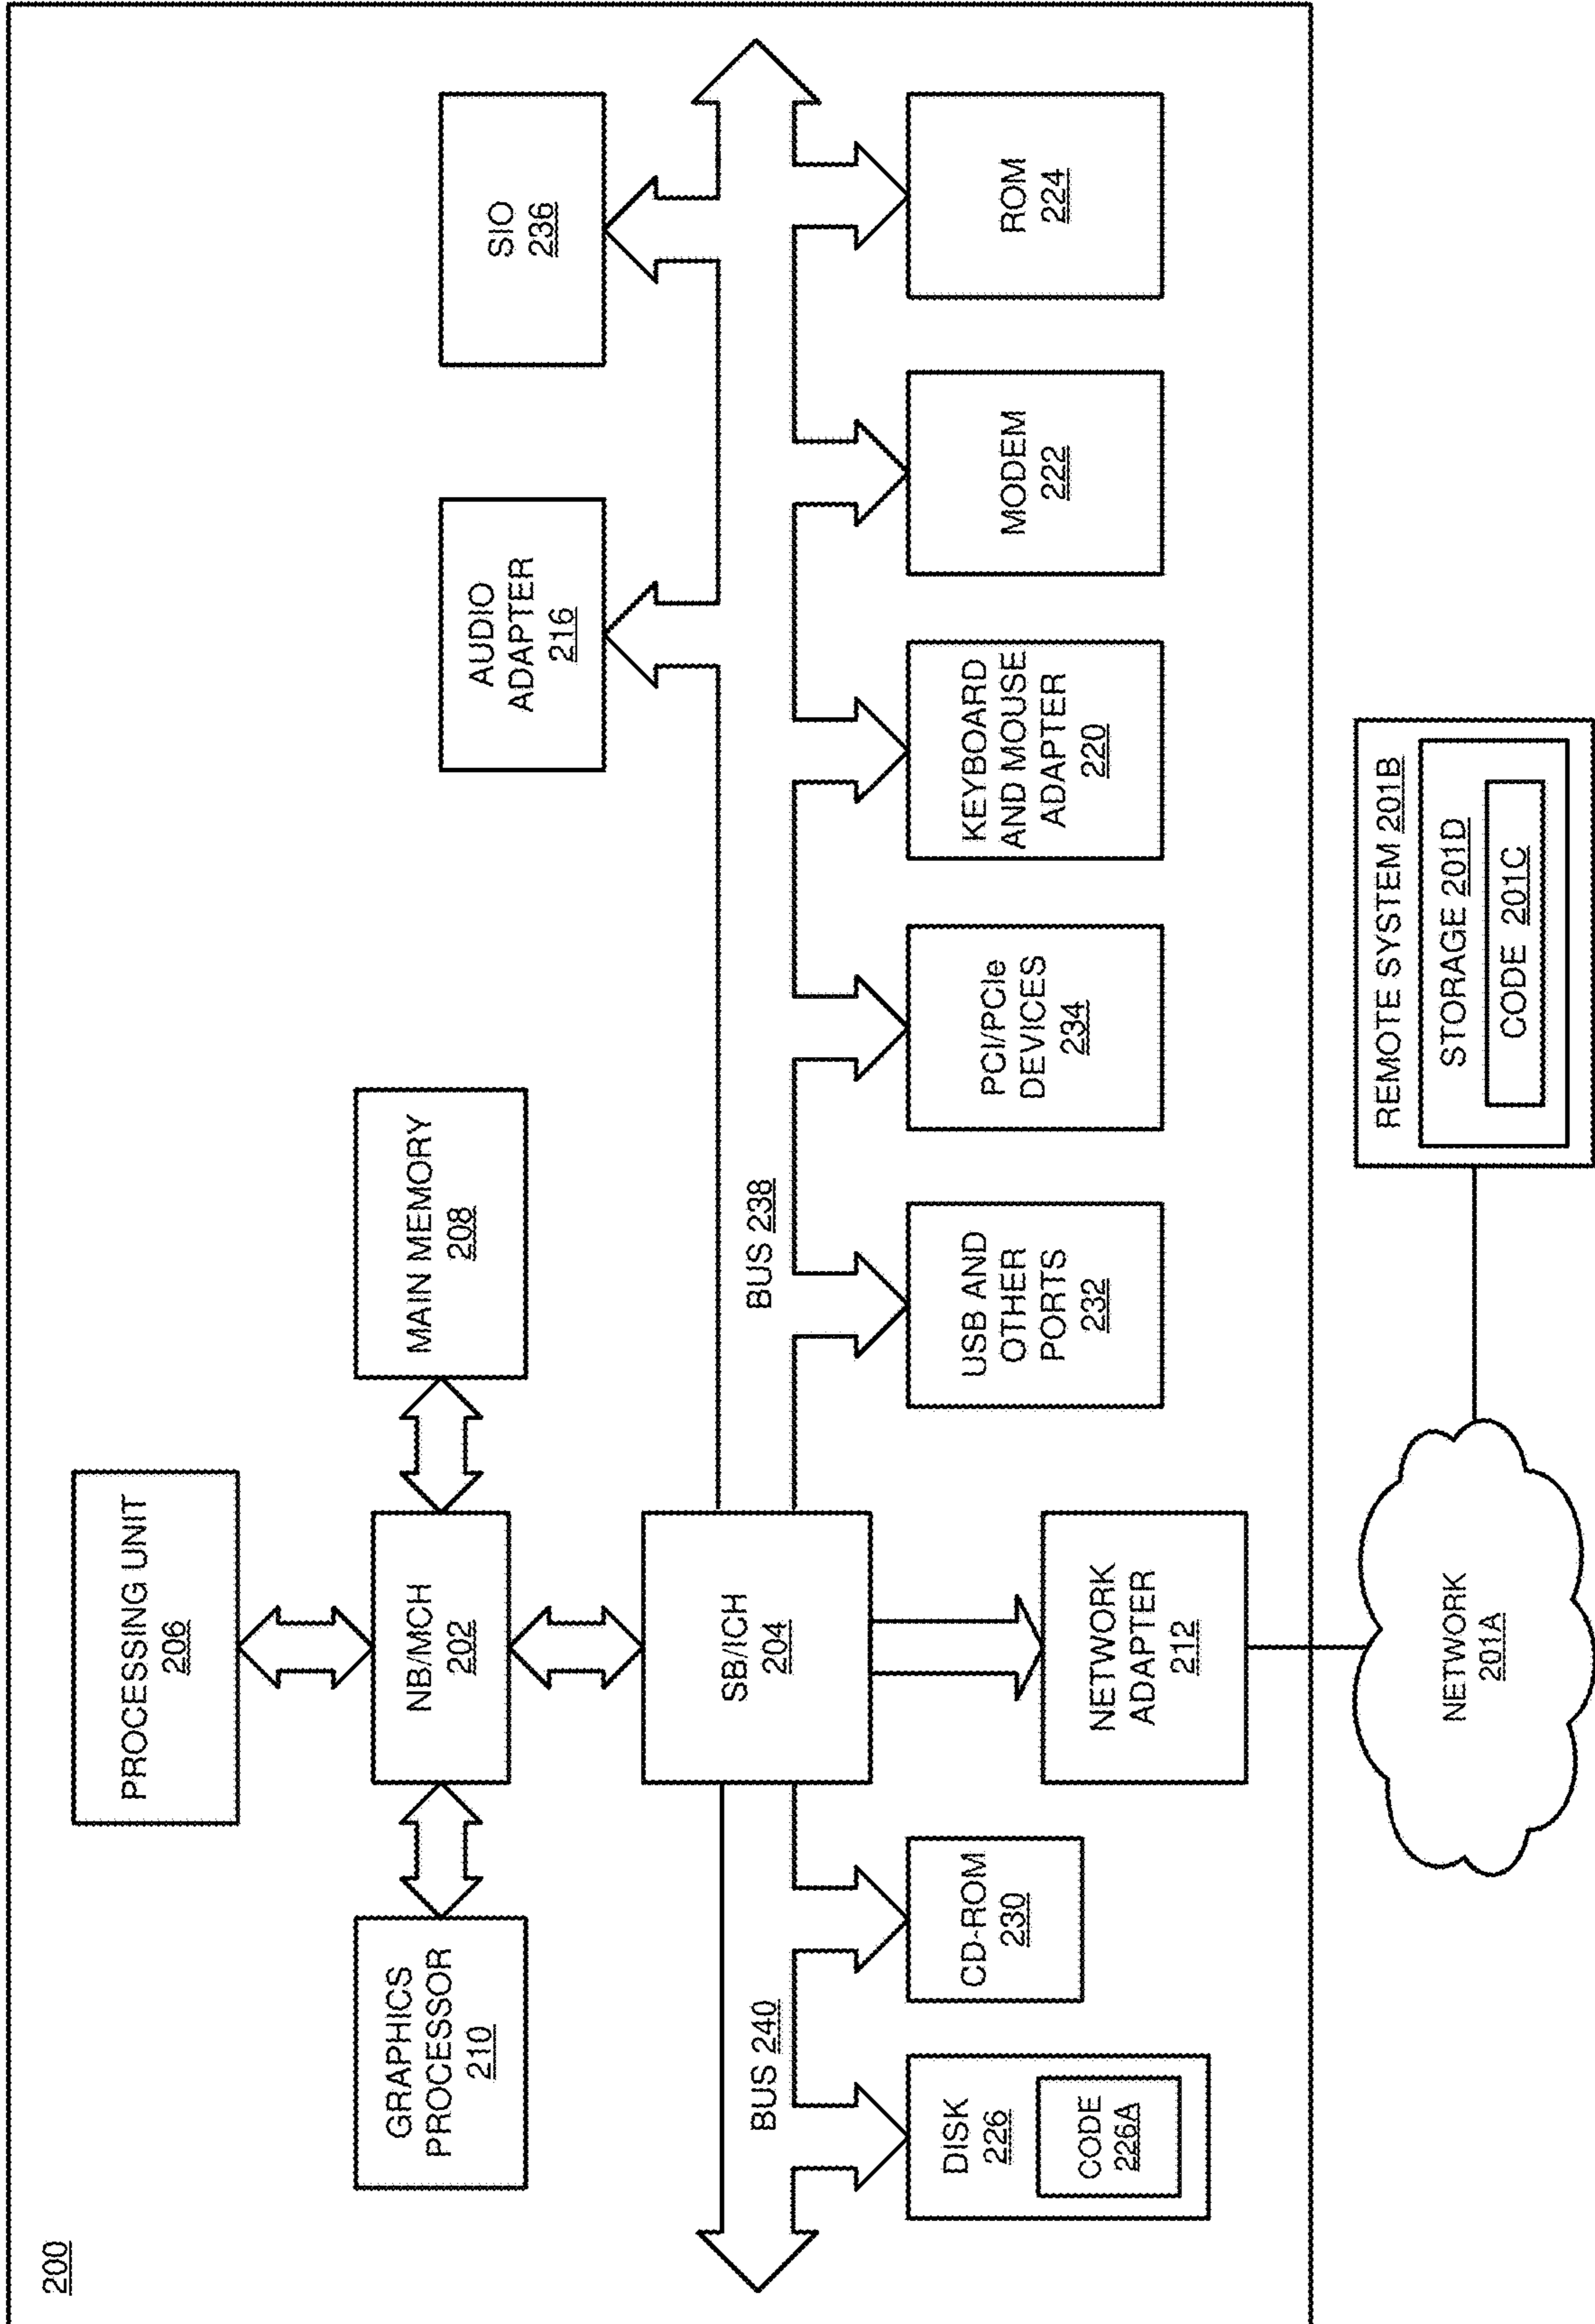 200
PROCESSING UNIT
206
GRAPHICS
PROCESSOR
210
NB/MCH
202
MAIN MEMORY
208
AUDIO
ADAPTER
216
SIO
236
SB/ICH
204
BUS 240
BUS 238
DISK
226
CODE
226A
CD-ROM
230
NETWORK
ADAPTER
212
USB AND
OTHER
PORTS
232
PCI/PCIe
DEVICES
234
KEYBOARD
AND MOUSE
ADAPTER
220
MODEM
222
ROM
224
NETWORK
201A
REMOTE SYSTEM 201B
STORAGE 201D
CODE 201C